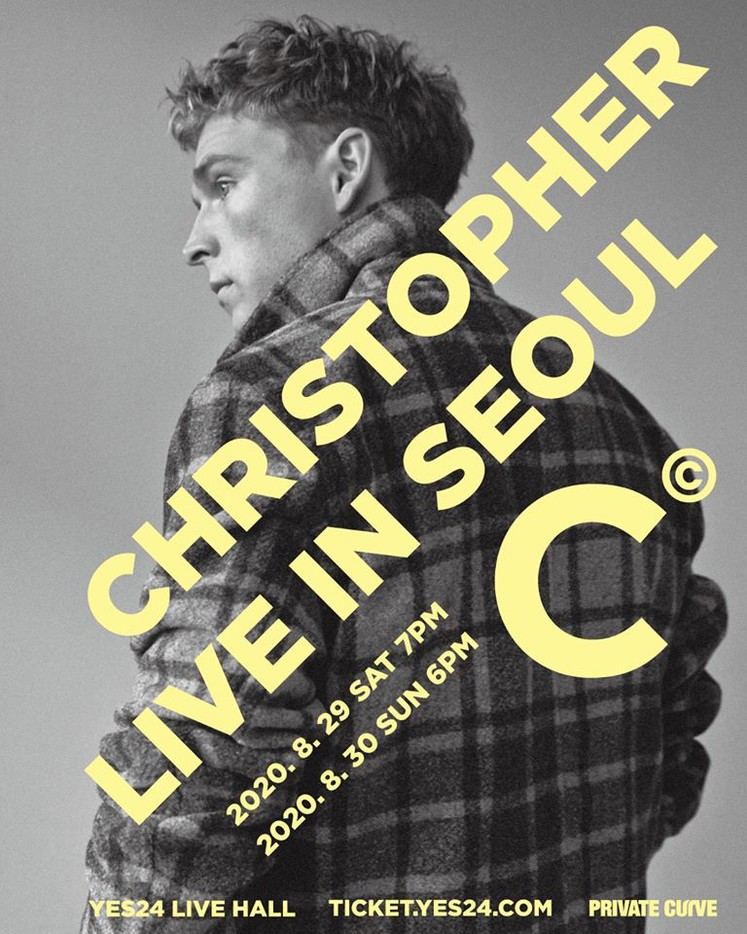 CHRISTOPHER
LIVE IN SEOUL
C©
2020. 8. 29 SAT 7PM
2020. 8. 30 SUN 6PM
YES24 LIVE HALL
TICKET.YES24.COM
PRIVATE CURVE